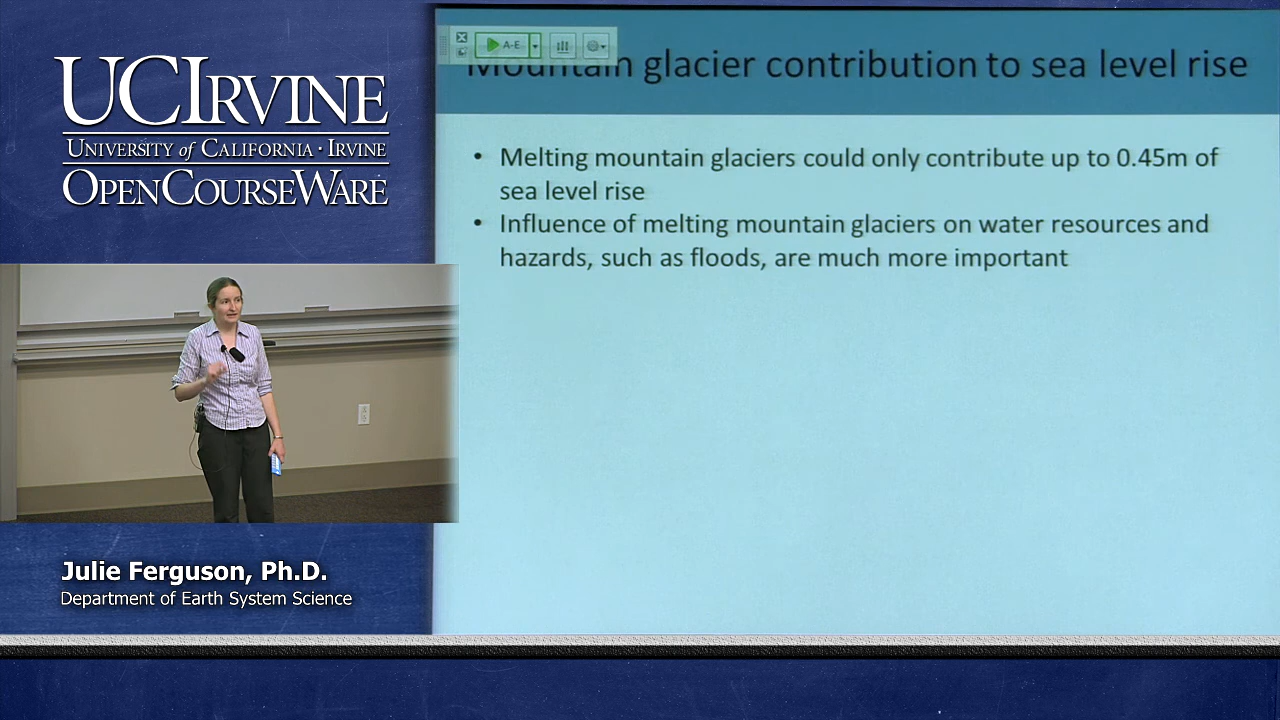 UCIRVINE
UNIVERSITY of CALIFORNIA · IRVINE
OPENCOURSEWARE
A-E
Mountain glacier contribution to sea level rise
• Melting mountain glaciers could only contribute up to 0.45m of
sea level rise
• Influence of melting mountain glaciers on water resources and
hazards, such as floods, are much more important
Julie Ferguson, Ph.D.
Department of Earth System Science